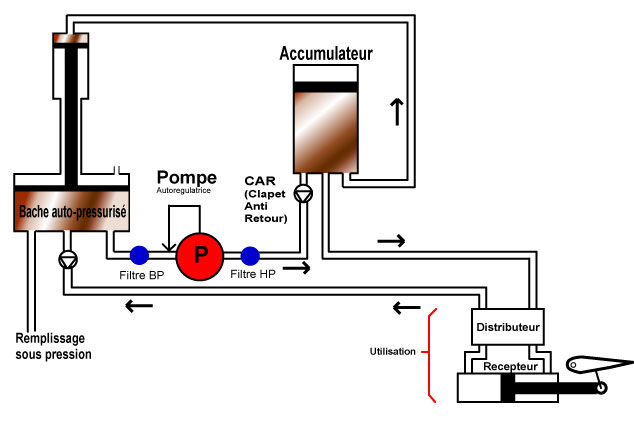 Accumulateur
Pompe
Autoregulatrice
CAR
(Clapet
Anti
Retour)
Bache auto-pressurisé
P
Filtre BP
Filtre HP
Remplissage
sous pression
Distributeur
Utilisation
Recepteur